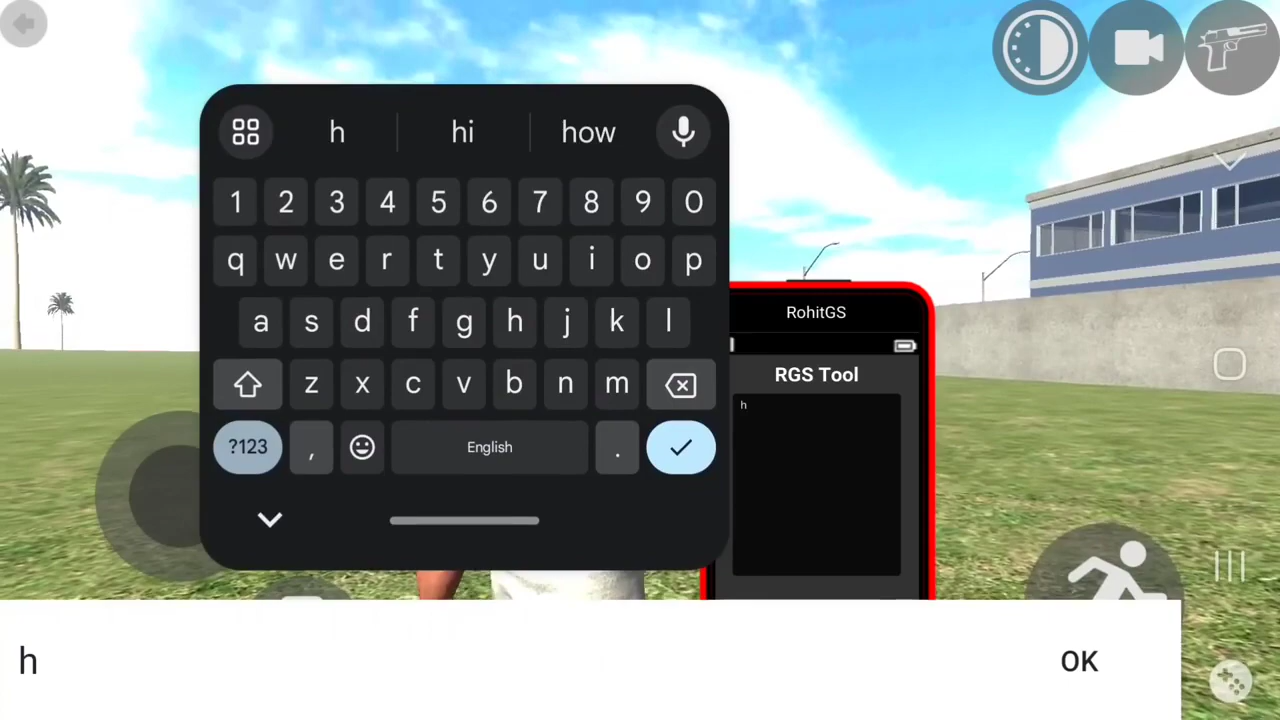 h hi how
1 2 3 4 5 6 7 8 9 0
q w e r t y u i o p
a s d f g h j k l
z x c v b n m
?123 , English .
RohitGS
RGS Tool
h
h
OK